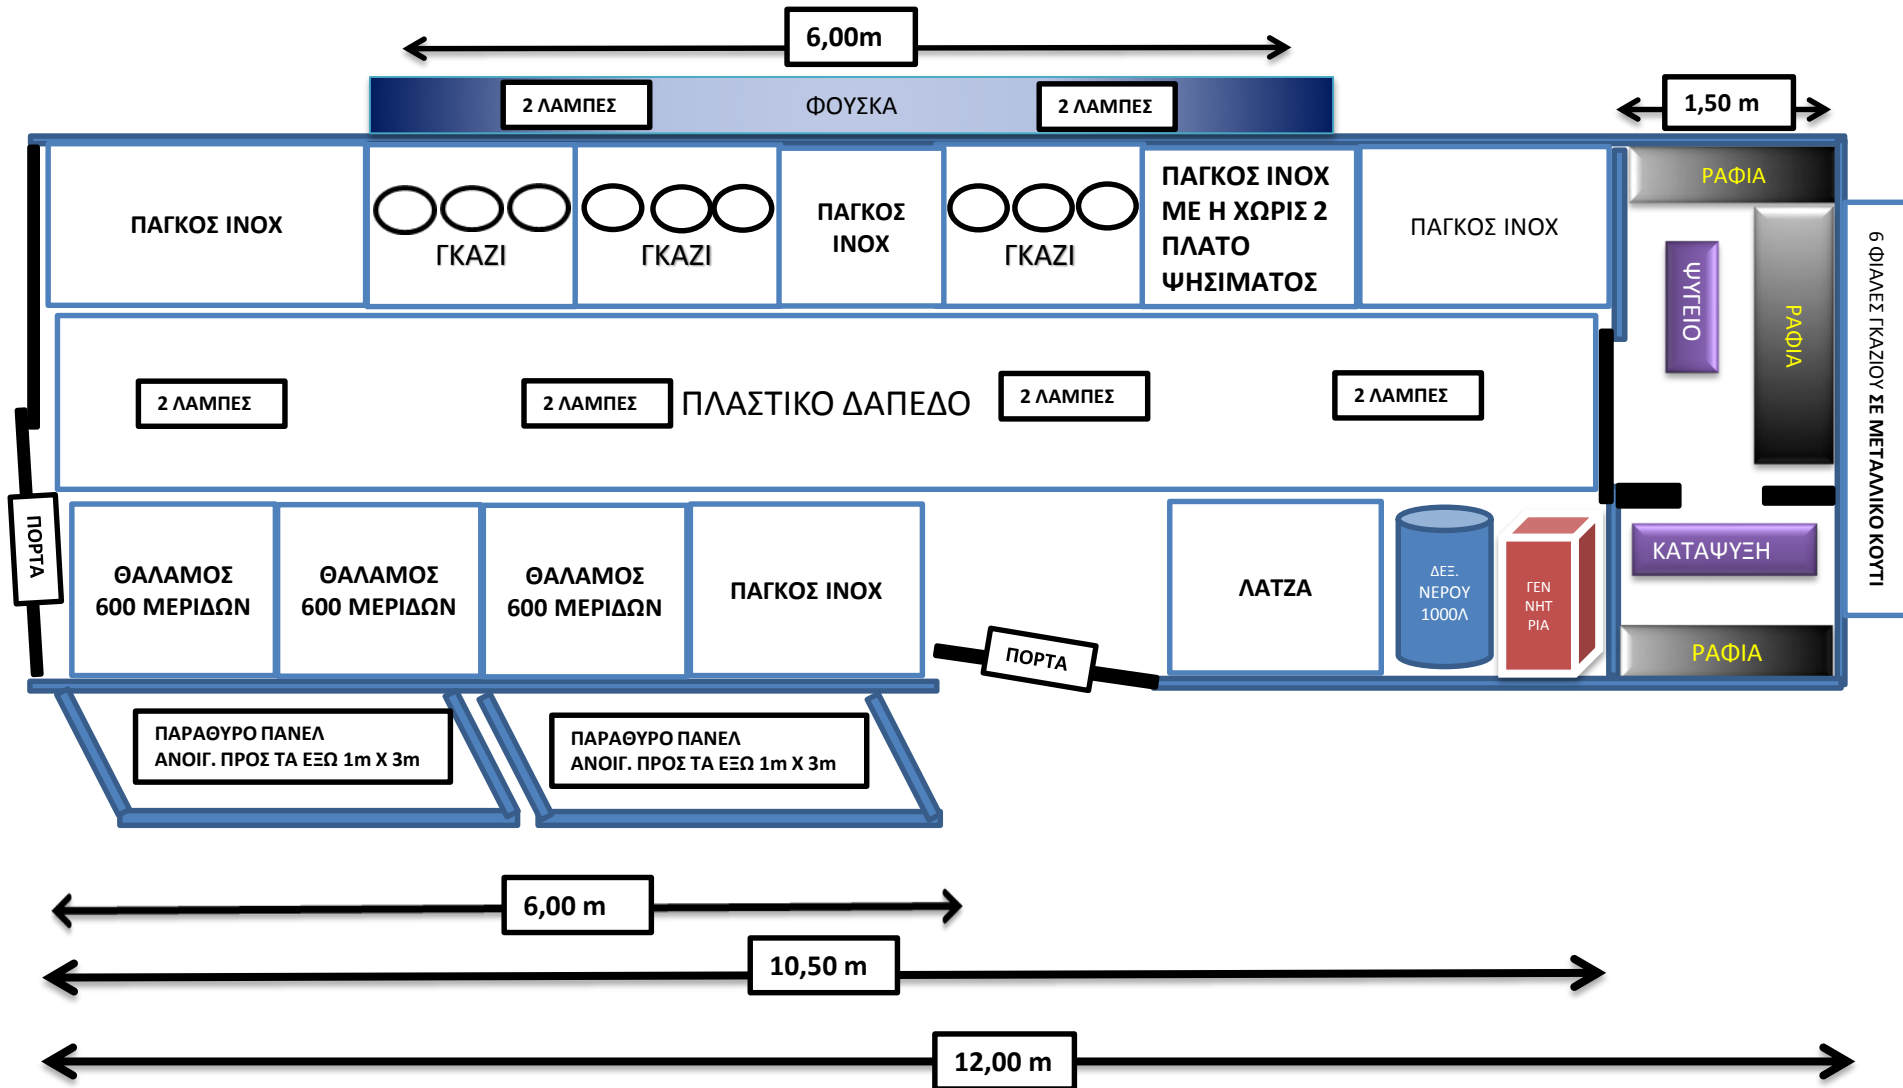 6,00m
2 ΛΑΜΠΕΣ
ΦΟΥΣΚΑ
2 ΛΑΜΠΕΣ
1,50 m
ΠΑΓΚΟΣ ΙΝΟΧ
ΓΚΑΖΙ
ΓΚΑΖΙ
ΠΑΓΚΟΣ
ΙΝΟΧ
ΓΚΑΖΙ
ΠΑΓΚΟΣ ΙΝΟΧ
ΜΕ Η ΧΩΡΙΣ 2
ΠΛΑΤΟ
ΨΗΣΙΜΑΤΟΣ
ΠΑΓΚΟΣ ΙΝΟΧ
ΡΑΦΙΑ
ΨΥΓΕΙΟ
ΡΑΦΙΑ
6 ΦΙΑΛΕΣ ΓΚΑΖΙΟΥ ΣΕ ΜΕΤΑΛΛΙΚΟ ΚΟΥΤΙ
2 ΛΑΜΠΕΣ
2 ΛΑΜΠΕΣ
ΠΛΑΣΤΙΚΟ ΔΑΠΕΔΟ
2 ΛΑΜΠΕΣ
2 ΛΑΜΠΕΣ
ΠΟΡΤΑ
ΘΑΛΑΜΟΣ
600 ΜΕΡΙΔΩΝ
ΘΑΛΑΜΟΣ
600 ΜΕΡΙΔΩΝ
ΘΑΛΑΜΟΣ
600 ΜΕΡΙΔΩΝ
ΠΑΓΚΟΣ ΙΝΟΧ
ΠΟΡΤΑ
ΛΑΤΖΑ
ΔΕΞ.
ΝΕΡΟΥ
1000Λ
ΓΕΝ
ΝΗΤ
ΡΙΑ
ΚΑΤΑΨΥΞΗ
ΡΑΦΙΑ
ΠΑΡΑΘΥΡΟ ΠΑΝΕΛ
ΑΝΟΙΓ. ΠΡΟΣ ΤΑ ΕΞΩ 1m X 3m
ΠΑΡΑΘΥΡΟ ΠΑΝΕΛ
ΑΝΟΙΓ. ΠΡΟΣ ΤΑ ΕΞΩ 1m X 3m
6,00 m
10,50 m
12,00 m